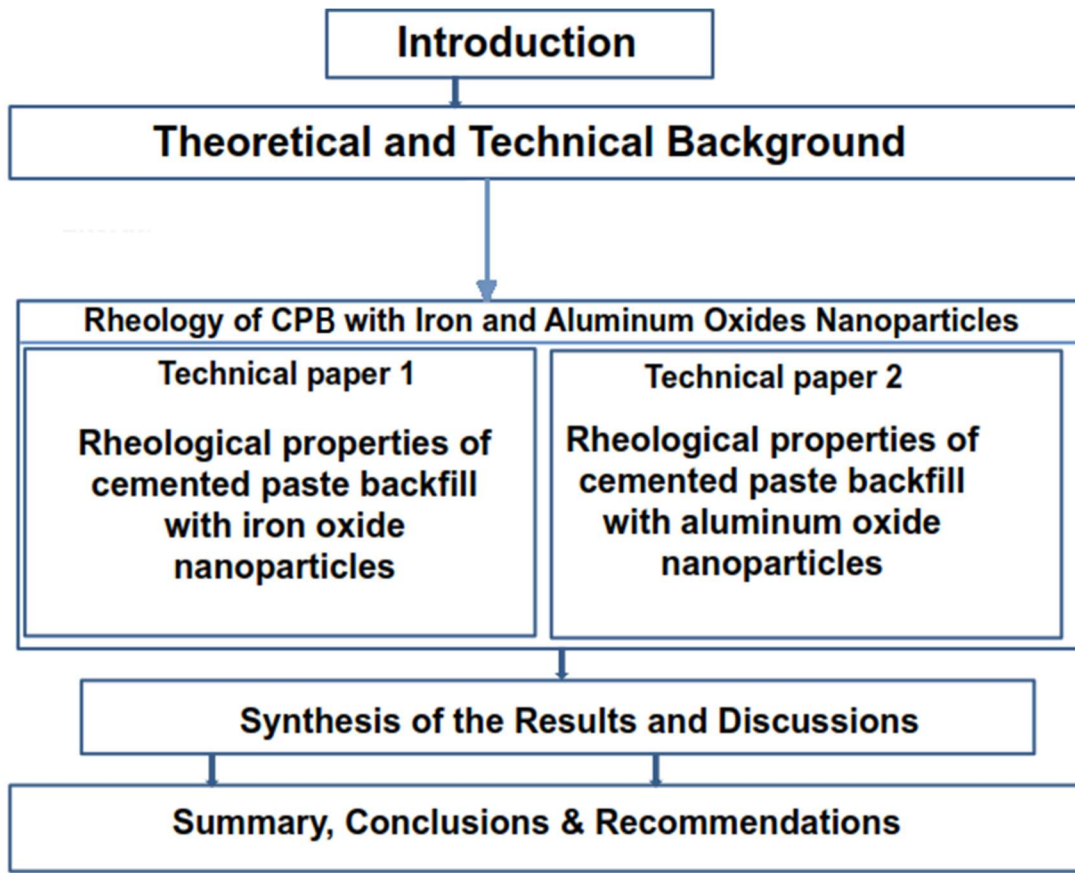 Introduction
Theoretical and Technical Background
Rheology of CPB with Iron and Aluminum Oxides Nanoparticles
Technical paper 1
Rheological properties of
cemented paste backfill
with iron oxide
nanoparticles
Technical paper 2
Rheological properties of
cemented paste backfill
with aluminum oxide
nanoparticles
Synthesis of the Results and Discussions
Summary, Conclusions & Recommendations